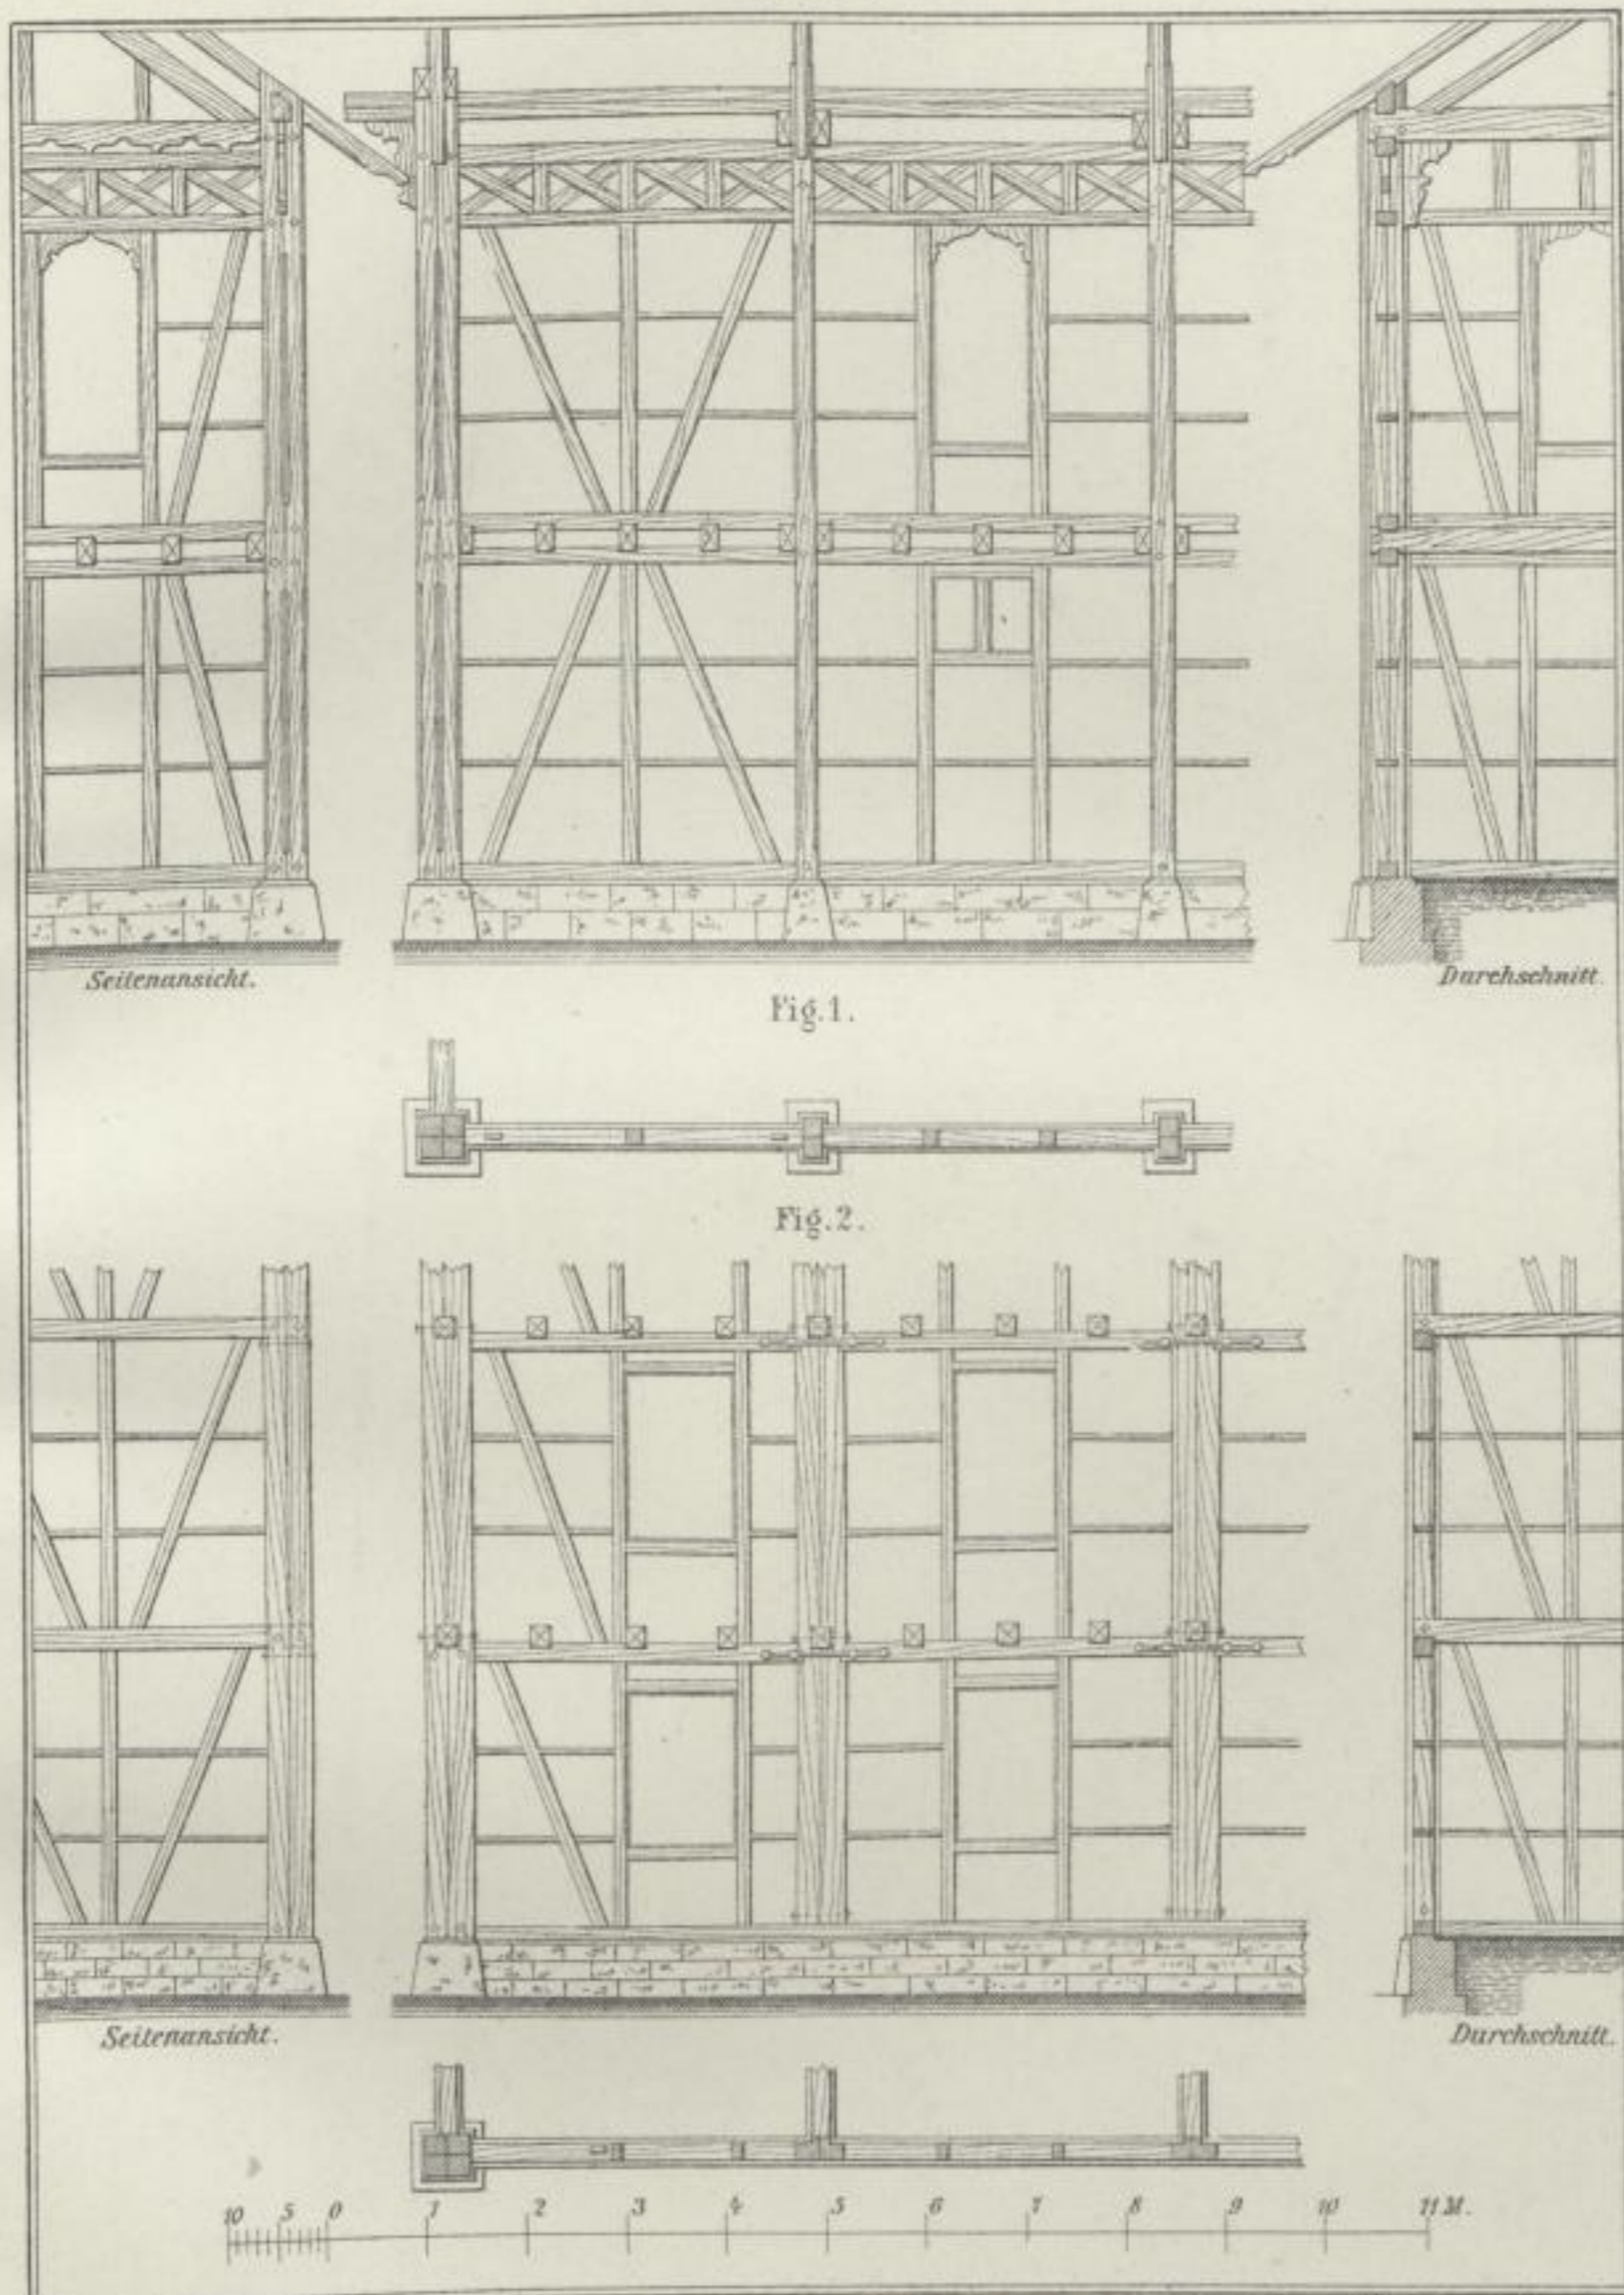 Seitenansicht.
Durchschnitt.
Fig.1.
Fig.2.
Seitenansicht.
Durchschnitt.
10 5 0 1 2 3 4 5 6 7 8 9 10 11 M.